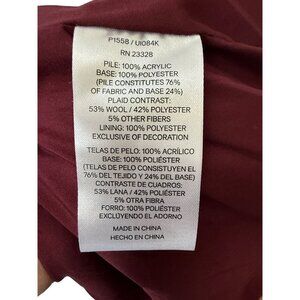 P1558 / U1084K
RN 23328
PILE: 100% ACRYLIC
BASE: 100% POLYESTER
(PILE CONSTITUTES 76%
OF FABRIC AND BASE 24%)
PLAID CONTRAST:
53% WOOL / 42% POLYESTER
5% OTHER FIBERS
LINING: 100% POLYESTER
EXCLUSIVE OF DECORATION
TELAS DE PELO: 100% ACRÍLICO
BASE: 100% POLIÉSTER
(TELAS DE PELO CONSTITUYEN EL
76% DEL TEJIDO Y 24% DEL BASE)
CONTRASTE DE CUADROS:
53% LANA / 42% POLIÉSTER
5% OTRA FIBRA
FORRO: 100% POLIÉSTER
EXCLUYENDO EL ADORNO
MADE IN CHINA
HECHO EN CHINA